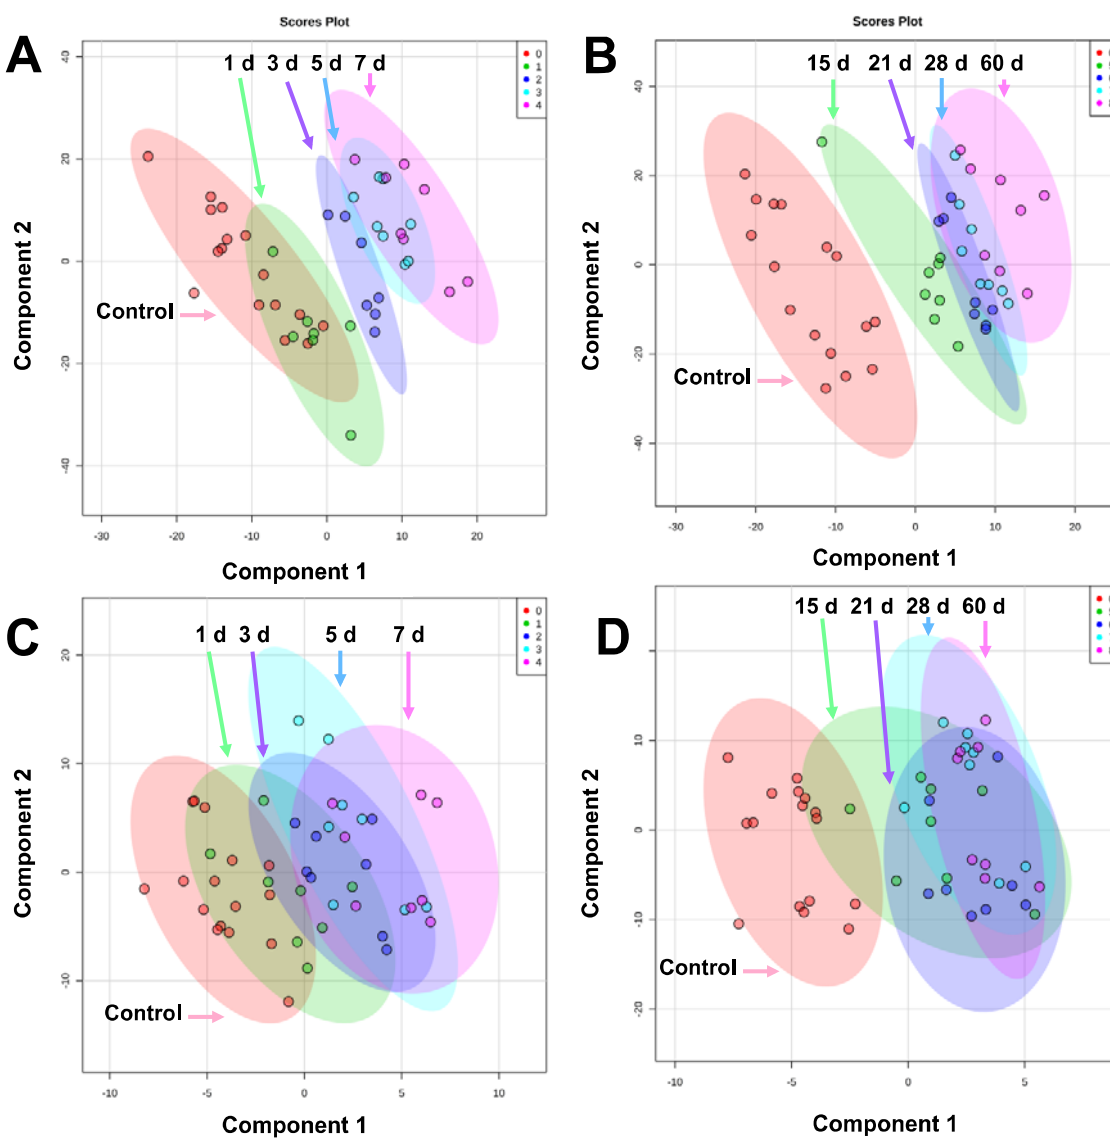 Scores Plot
A
1 d 3 d 5 d 7 d
0
1
2
3
4
40
20
0
-20
-40
Component 2
Control
-30 -20 -10 0 10 20
Component 1
Scores Plot
B
15 d 21 d 28 d 60 d
40
20
0
-20
-40
Component 2
Control
-30 -20 -10 0 10 20
Component 1
C
1 d 3 d 5 d 7 d
0
1
2
3
4
20
10
0
-10
Component 2
Control
-10 -5 0 5 10
Component 1
D
15 d 21 d 28 d 60 d
10
0
-10
-20
Component 2
Control
-10 -5 0 5
Component 1